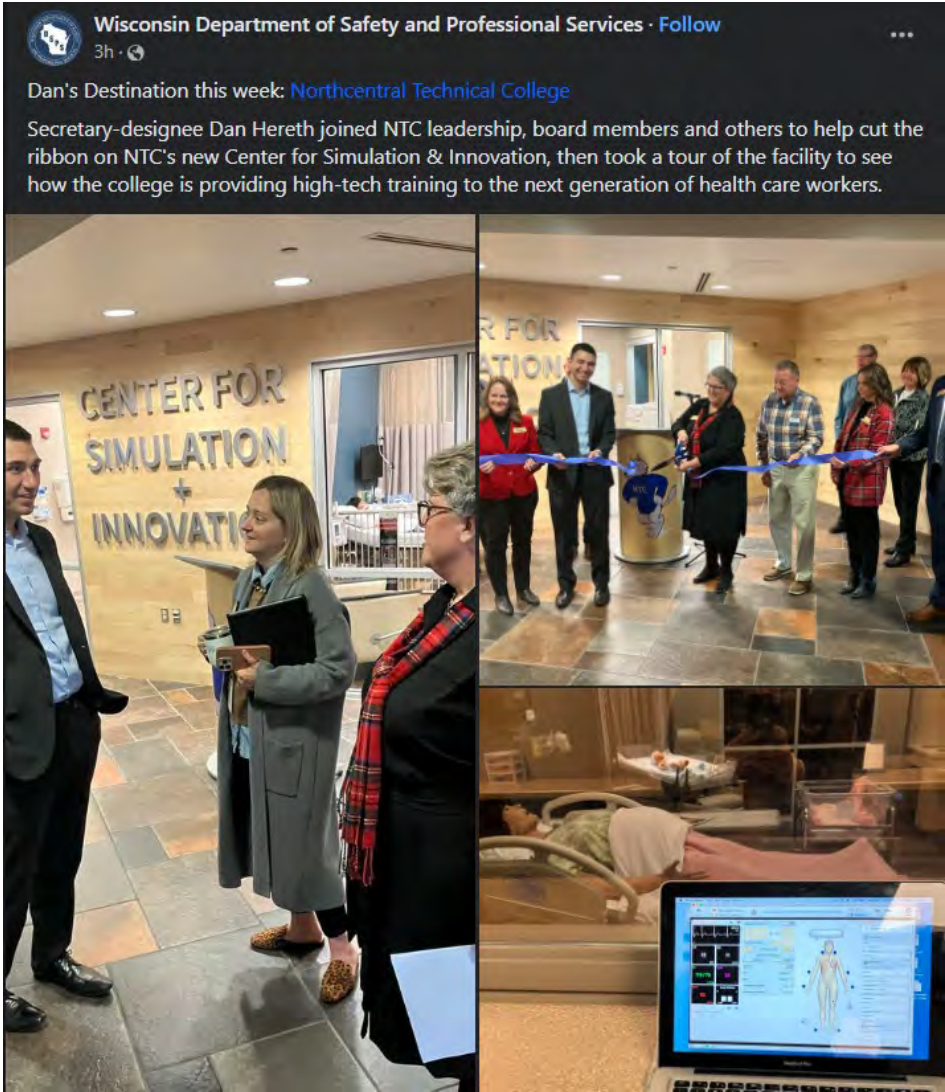 Wisconsin Department of Safety and Professional Services · Follow
3h ·
Dan's Destination this week: Northcentral Technical College
Secretary-designee Dan Hereth joined NTC leadership, board members and others to help cut the
ribbon on NTC's new Center for Simulation & Innovation, then took a tour of the facility to see
how the college is providing high-tech training to the next generation of health care workers.
CENTER FOR
SIMULATION
+
INNOVATI
R FOR
ATION
NTC